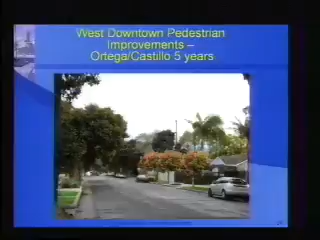 West Downtown Pedestrian
Improvements –
Ortega/Castillo 5 years